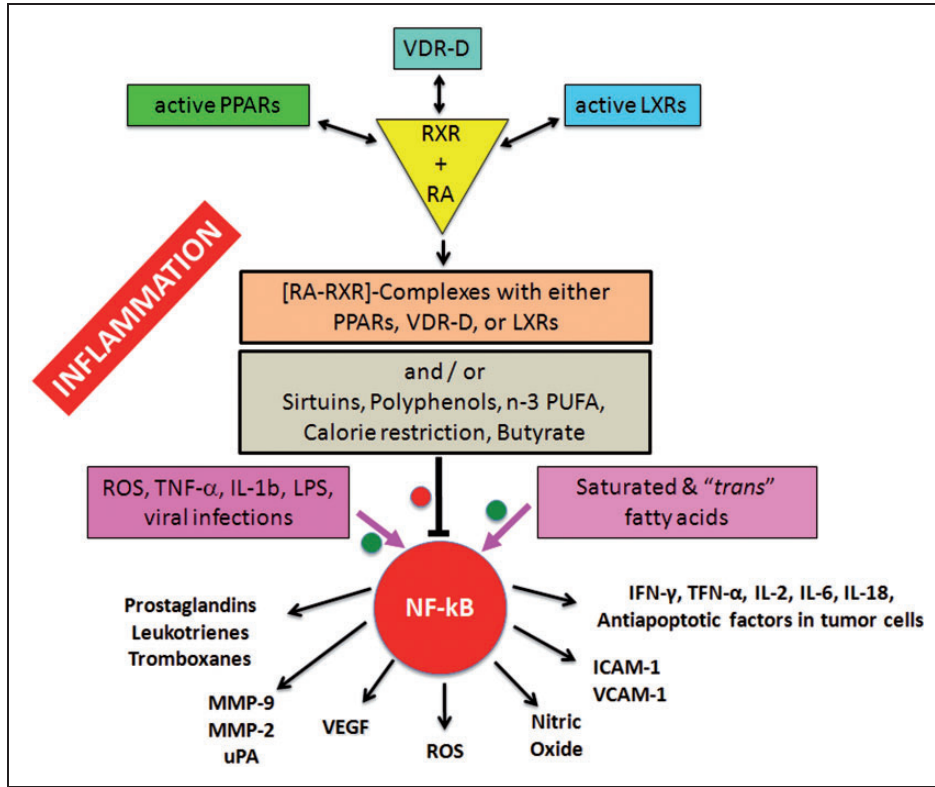 VDR-D
active PPARs
active LXRs
RXR
+
RA
INFLAMMATION
[RA-RXR]-Complexes with either
PPARs, VDR-D, or LXRs
and / or
Sirtuins, Polyphenols, n-3 PUFA,
Calorie restriction, Butyrate
ROS, TNF-α, IL-1b, LPS,
viral infections
Saturated & “trans”
fatty acids
NF-kB
Prostaglandins
Leukotrienes
Tromboxanes
MMP-9
MMP-2
uPA
VEGF
ROS
Nitric
Oxide
ICAM-1
VCAM-1
IFN-γ, TFN-α, IL-2, IL-6, IL-18,
Antiapoptotic factors in tumor cells